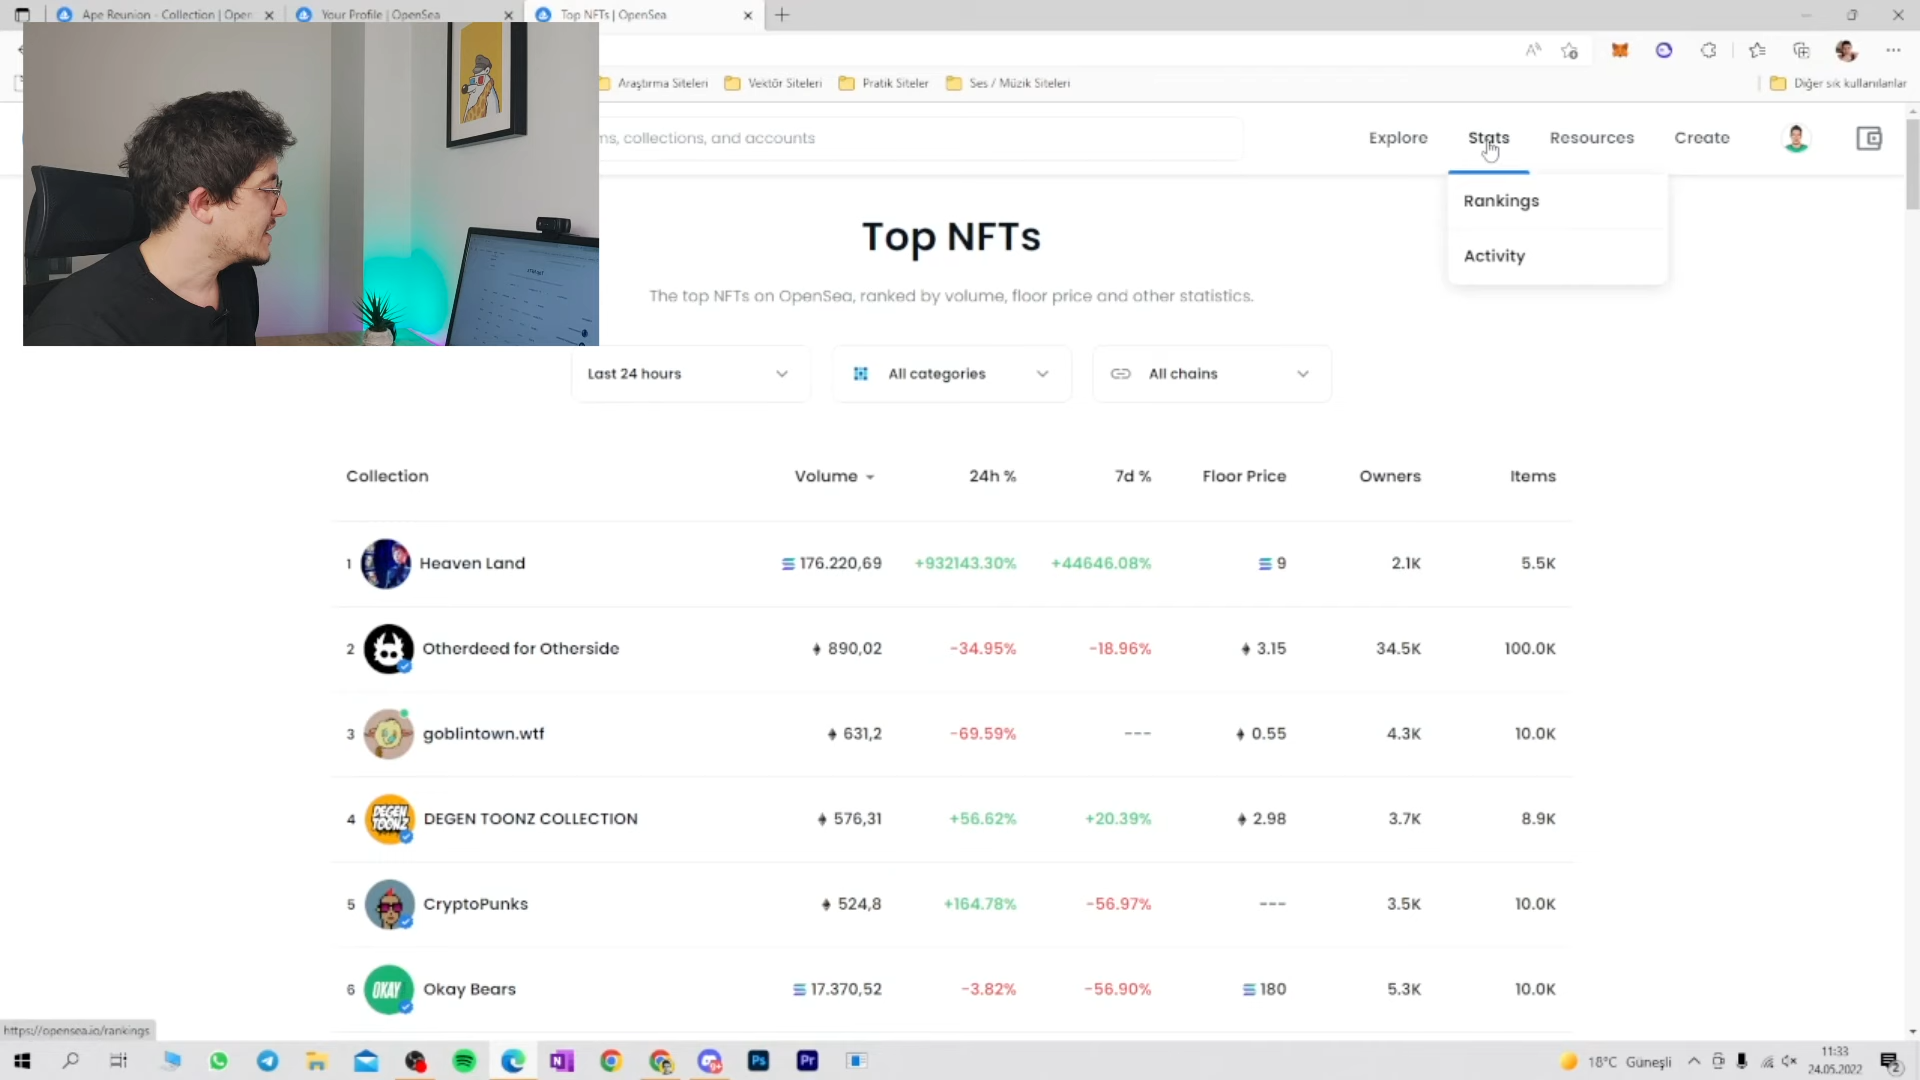 Ape Reunion - Collection | Open
Your Profile | OpenSea
Top NFTs | OpenSea
Araştırma Siteleri
Vektör Siteleri
Pratik Siteler
Ses / Müzik Siteleri
Diğer sık kullanılanlar
ms, collections, and accounts
Explore
Stats
Resources
Create
Rankings
Activity
Top NFTs
The top NFTs on OpenSea, ranked by volume, floor price and other statistics.
Last 24 hours
All categories
All chains
Collection Volume 24h % 7d % Floor Price Owners Items
1 Heaven Land 176.220,69 +932143.30% +44646.08% 9 2.1K 5.5K
2 Otherdeed for Otherside 890,02 -34.95% -18.96% 3.15 34.5K 100.0K
3 goblintown.wtf 631,2 -69.59% --- 0.55 4.3K 10.0K
DEGEN
TOONZ
4 DEGEN TOONZ COLLECTION 576,31 +56.62% +20.39% 2.98 3.7K 8.9K
5 CryptoPunks 524,8 +164.78% -56.97% --- 3.5K 10.0K
OKAY
6 Okay Bears 17.370,52 -3.82% -56.90% 180 5.3K 10.0K
https://opensea.io/rankings
N
Ps
Pr
18°C Güneşli
11:33
24.05.2022
2